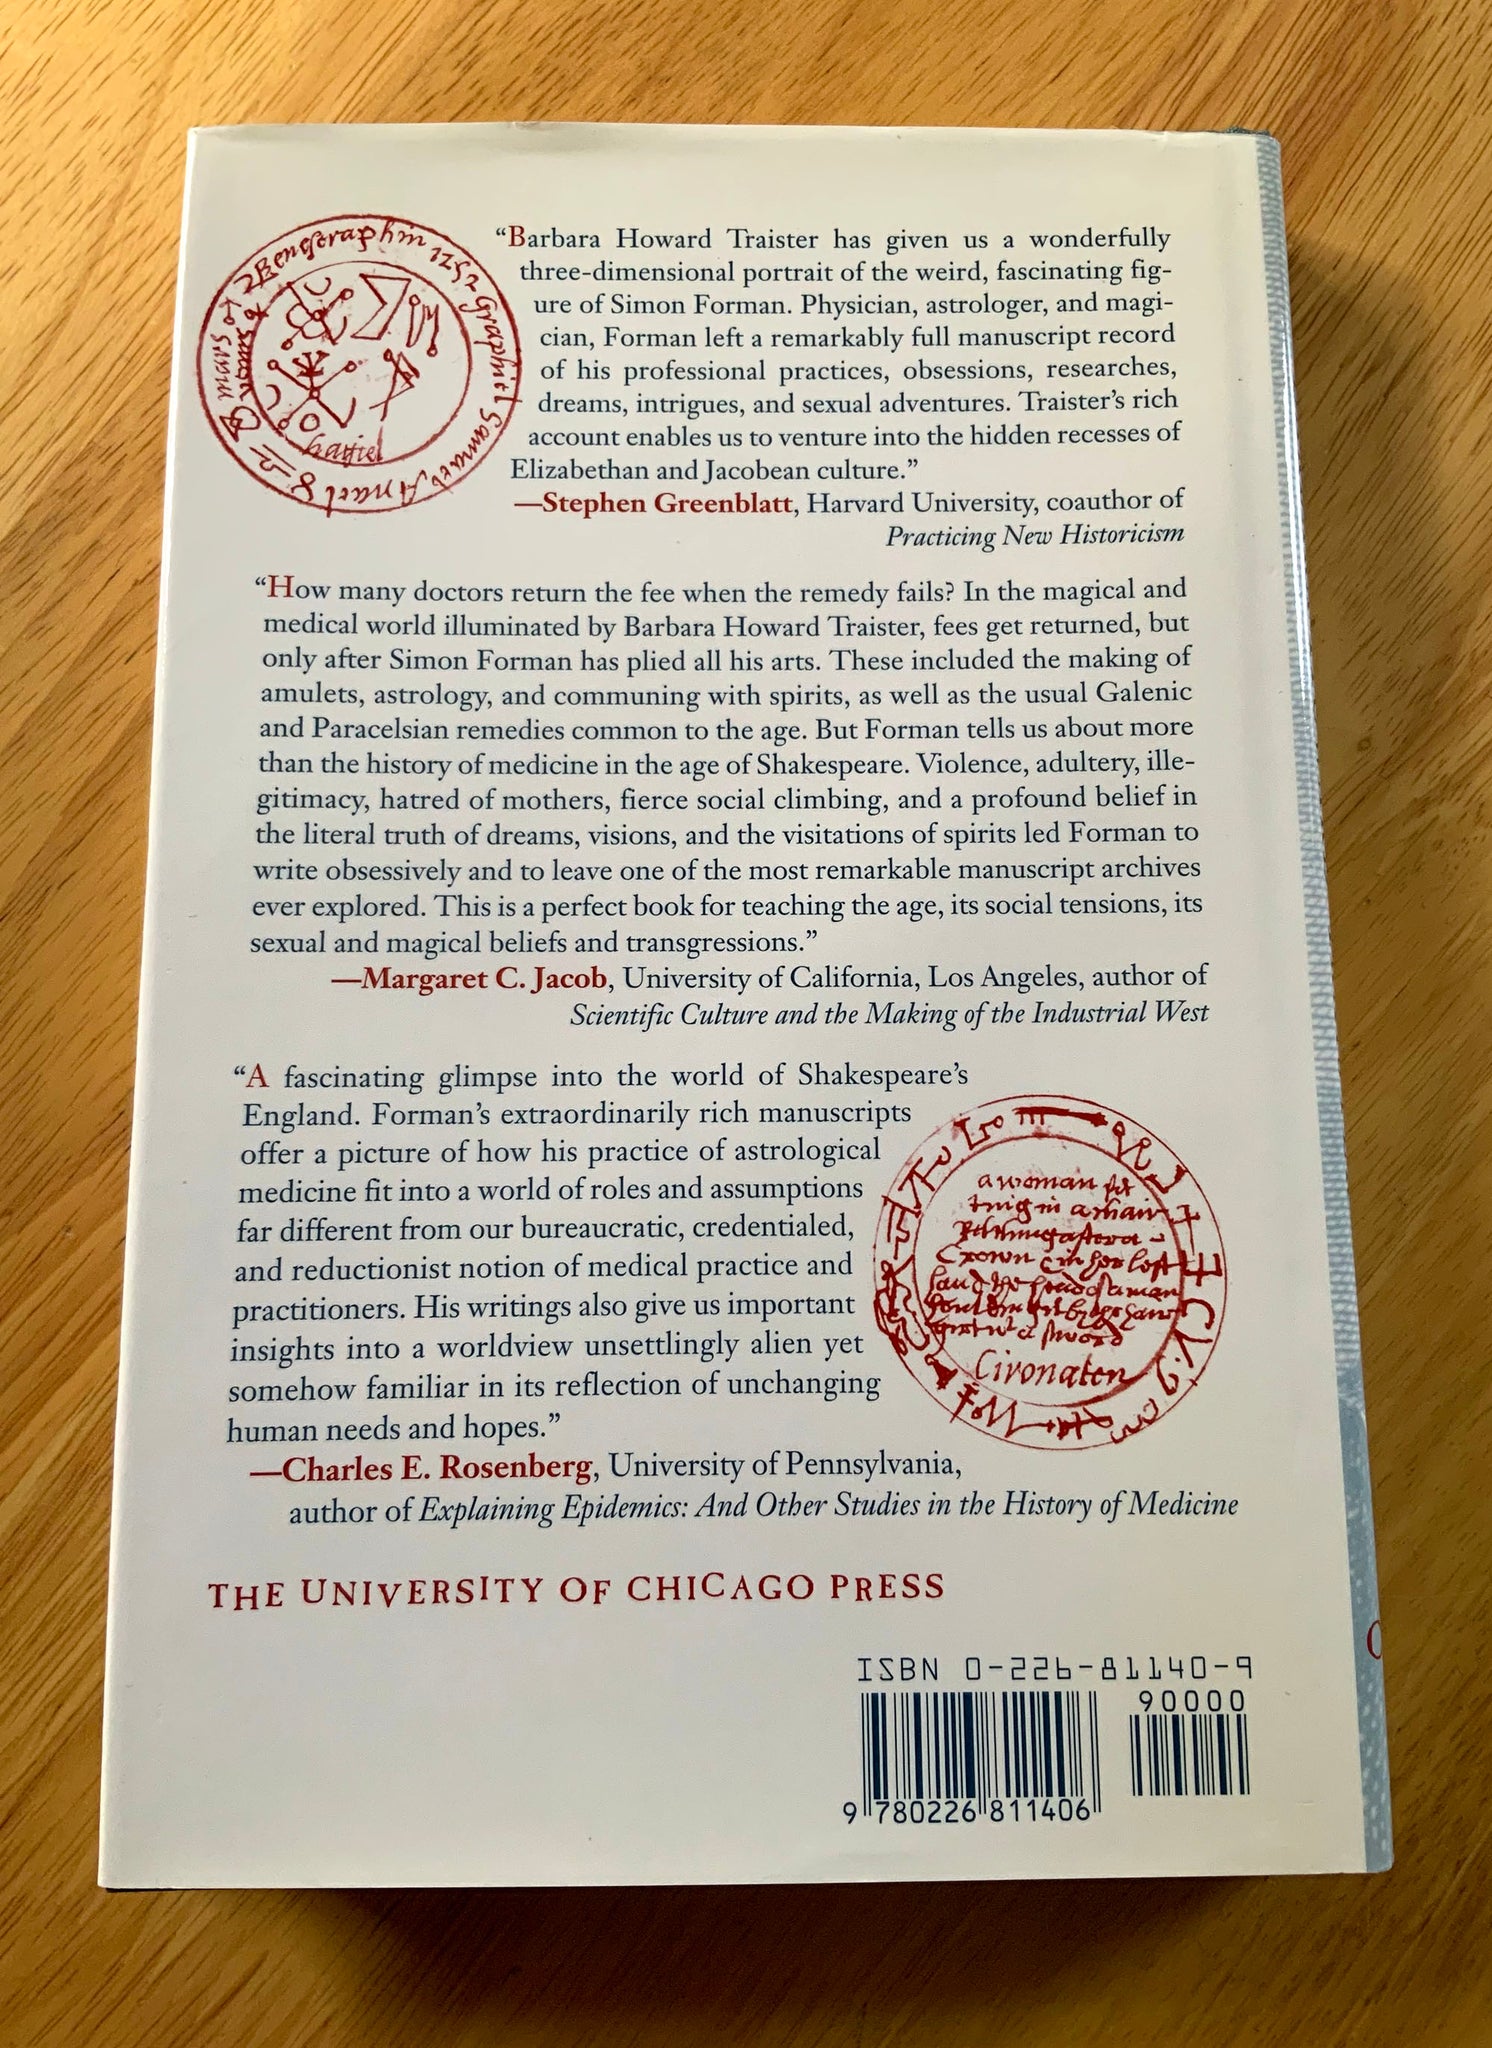 “Barbara Howard Traister has given us a wonderfully
three-dimensional portrait of the weird, fascinating fig-
ure of Simon Forman. Physician, astrologer, and magi-
cian, Forman left a remarkably full manuscript record
of his professional practices, obsessions, researches,
dreams, intrigues, and sexual adventures. Traister’s rich
account enables us to venture into the hidden recesses of
Elizabethan and Jacobean culture.”
—Stephen Greenblatt, Harvard University, coauthor of
Practicing New Historicism
“How many doctors return the fee when the remedy fails? In the magical and
medical world illuminated by Barbara Howard Traister, fees get returned, but
only after Simon Forman has plied all his arts. These included the making of
amulets, astrology, and communing with spirits, as well as the usual Galenic
and Paracelsian remedies common to the age. But Forman tells us about more
than the history of medicine in the age of Shakespeare. Violence, adultery, ille-
gitimacy, hatred of mothers, fierce social climbing, and a profound belief in
the literal truth of dreams, visions, and the visitations of spirits led Forman to
write obsessively and to leave one of the most remarkable manuscript archives
ever explored. This is a perfect book for teaching the age, its social tensions, its
sexual and magical beliefs and transgressions.”
—Margaret C. Jacob, University of California, Los Angeles, author of
Scientific Culture and the Making of the Industrial West
“A fascinating glimpse into the world of Shakespeare’s
England. Forman’s extraordinarily rich manuscripts
offer a picture of how his practice of astrological
medicine fit into a world of roles and assumptions
far different from our bureaucratic, credentialed,
and reductionist notion of medical practice and
practitioners. His writings also give us important
insights into a worldview unsettlingly alien yet
somehow familiar in its reflection of unchanging
human needs and hopes.”
—Charles E. Rosenberg, University of Pennsylvania,
author of Explaining Epidemics: And Other Studies in the History of Medicine
a woman
Cironaten
THE UNIVERSITY OF CHICAGO PRESS
ISBN 0-226-81140-9
90000
9 780226 811406